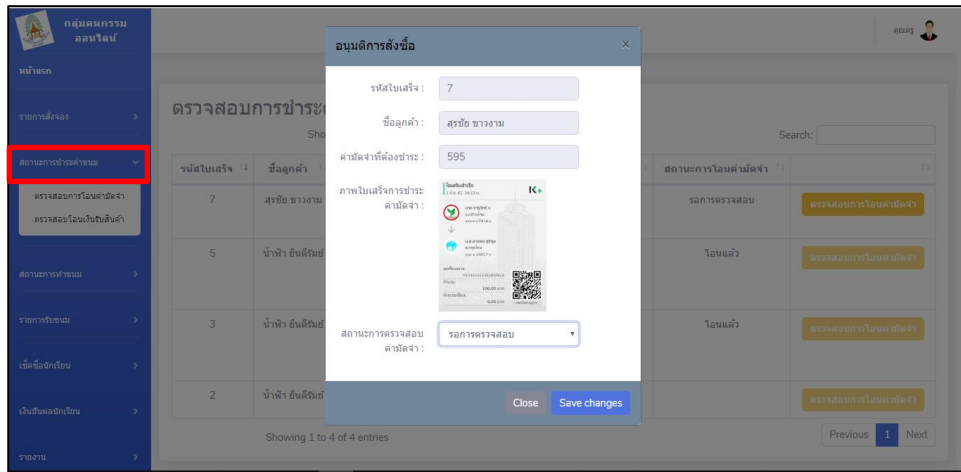 กลุ่มคนกรรม
ออนไลน์
คุณครู
หน้าแรก
รายการสั่งจอง
สถานะการชำระค่าขนม
ตรวจสอบการโอนค่ามัดจำ
ตรวจสอบโอนเงินรับสินค้า
สถานะการทำขนม
รายการรับขนม
เช็คชื่อนักเรียน
เงินปันผลนักเรียน
รายงาน
ตรวจสอบการชำระ
Sho
Search:
รหัสใบเสร็จ
ชื่อลูกค้า
สถานะการโอนค่ามัดจำ
7
สุรชัย ขาวงาม
รอการตรวจสอบ
ตรวจสอบการโอนค่ามัดจำ
5
น้ำฟ้า ยินดีรัมย์
โอนแล้ว
ตรวจสอบการโอนค่ามัดจำ
3
น้ำฟ้า ยินดีรัมย์
โอนแล้ว
ตรวจสอบการโอนค่ามัดจำ
2
น้ำฟ้า ยินดีรัมย์
ตรวจสอบการโอนค่ามัดจำ
Showing 1 to 4 of 4 entries
Previous 1 Next
อนุมัติการสั่งซื้อ
รหัสใบเสร็จ : 7
ชื่อลูกค้า : สุรชัย ขาวงาม
ค่ามัดจำที่ต้องชำระ : 595
ภาพใบเสร็จการชำระ
ค่ามัดจำ :
โอนเงินสำเร็จ
K+
สถานะการตรวจสอบ
ค่ามัดจำ :
รอการตรวจสอบ
Close
Save changes